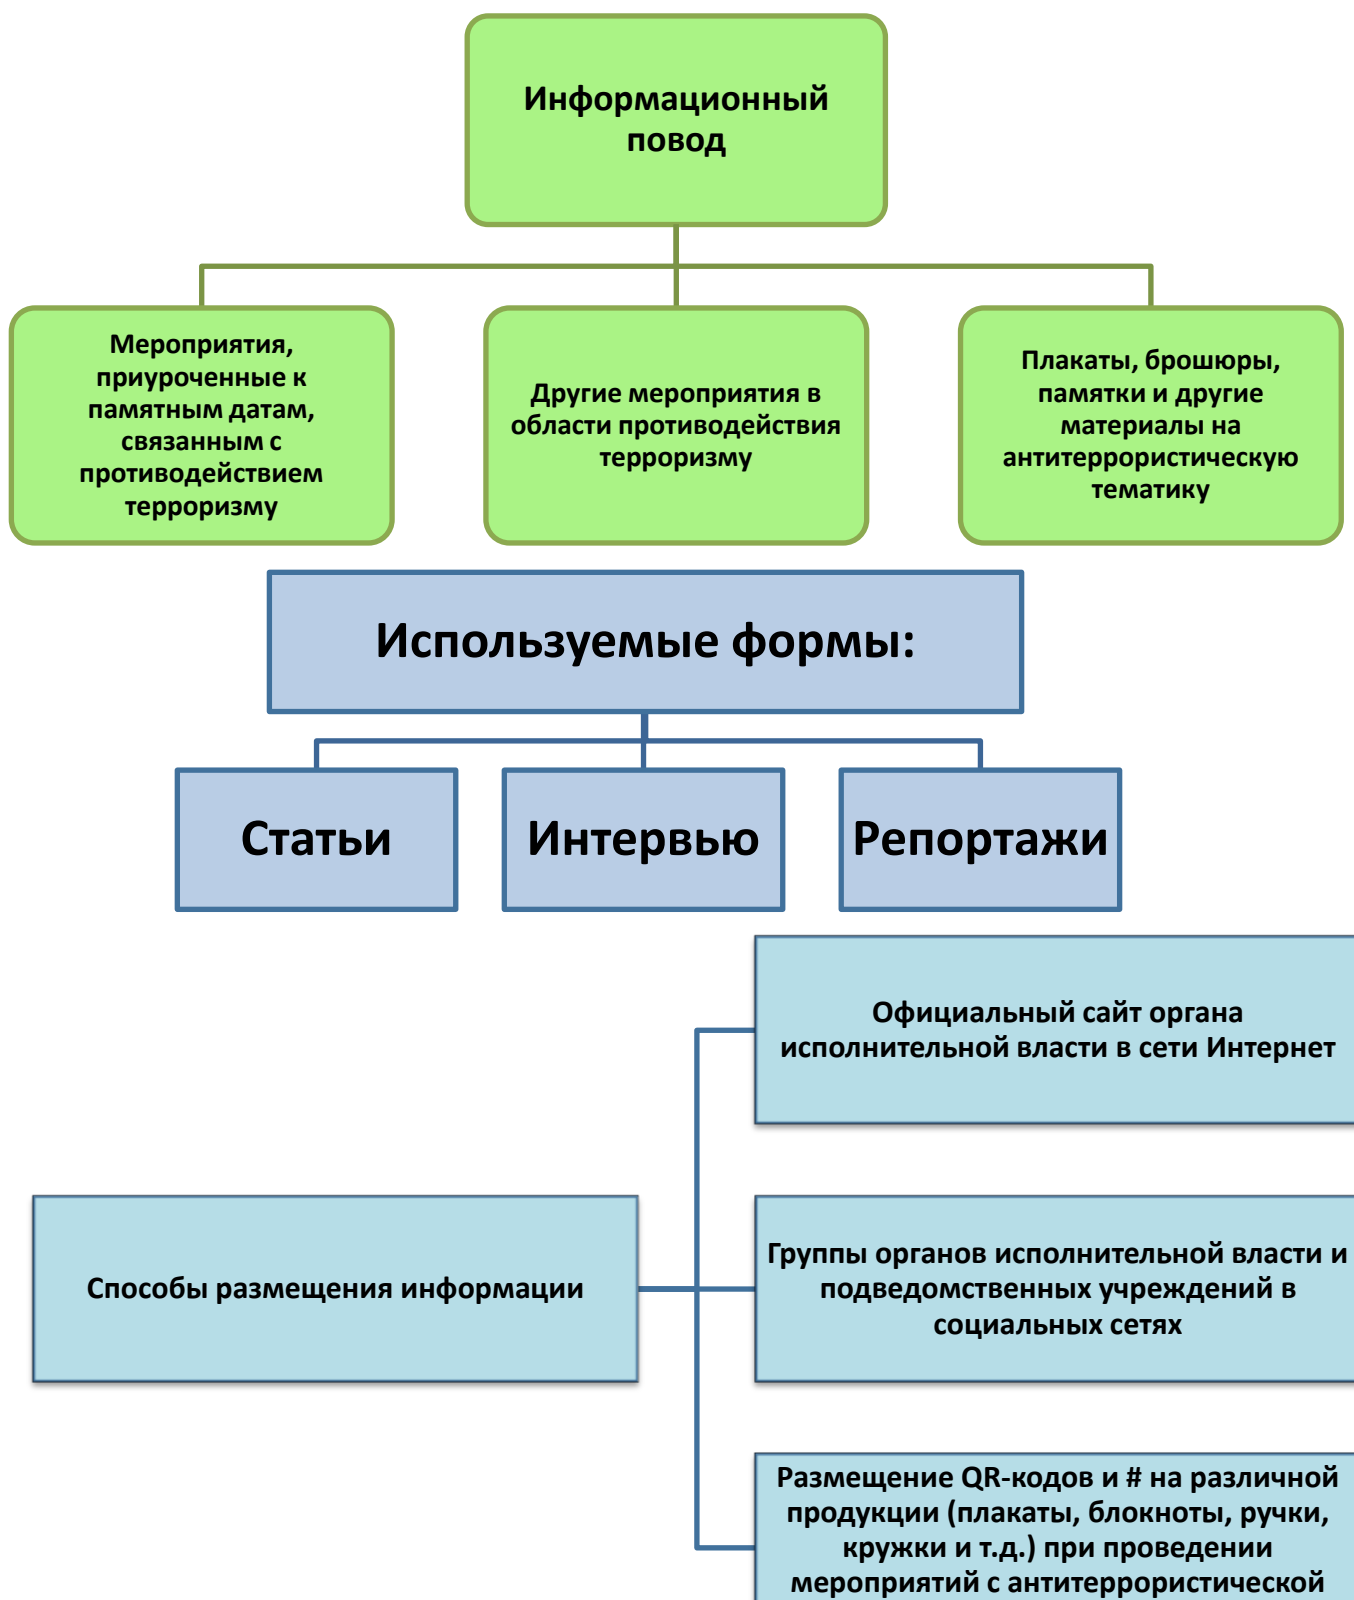 Информационный
повод
Мероприятия,
приуроченные к
памятным датам,
связанным с
противодействием
терроризму
Другие мероприятия в
области противодействия
терроризму
Плакаты, брошюры,
памятки и другие
материалы на
антитеррористическую
тематику
Используемые формы:
Статьи
Интервью
Репортажи
Способы размещения информации
Официальный сайт органа
исполнительной власти в сети Интернет
Группы органов исполнительной власти и
подведомственных учреждений в
социальных сетях
Размещение QR-кодов и # на различной
продукции (плакаты, блокноты, ручки,
кружки и т.д.) при проведении
мероприятий с антитеррористической